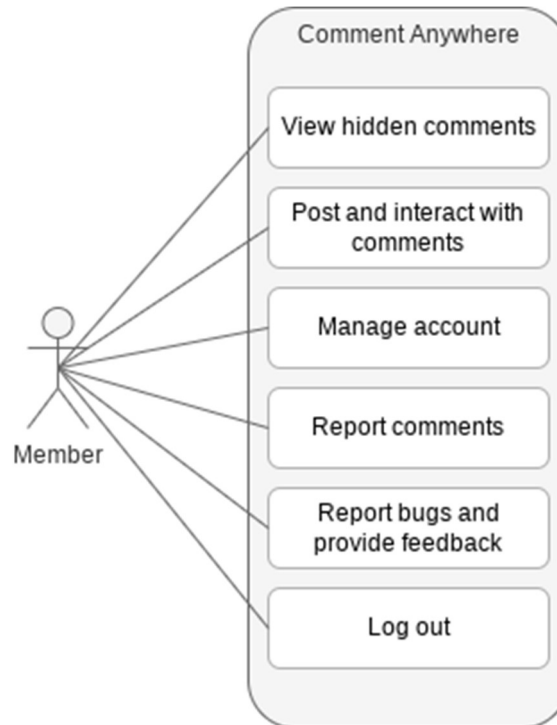 Comment Anywhere
View hidden comments
Post and interact with
comments
Manage account
Report comments
Member
Report bugs and
provide feedback
Log out